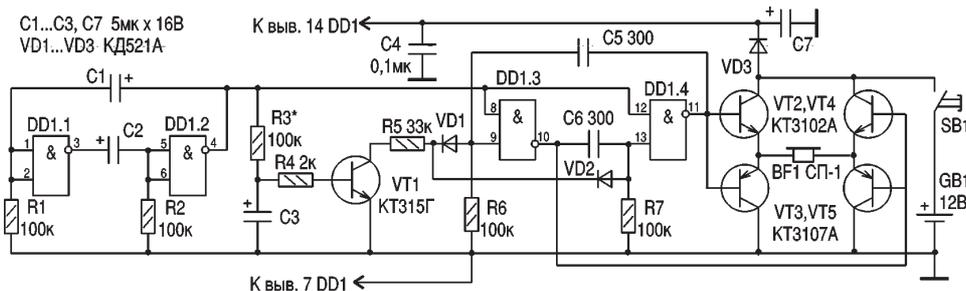 C1...C3, C7 5мк x 16В
VD1...VD3 КД521А
К выв. 14 DD1
C4
0,1мк
C5 300
+
C7
VD3
C1
+
DD1.1
1
2
&
3
+
C2
DD1.2
5
6
&
4
R3*
100к
R4 2к
R5 33к
VD1
DD1.3
8
9
&
10
C6 300
VD2
DD1.4
12
13
&
11
VT2,VT4
КТ3102А
BF1 СП-1
VT3,VT5
КТ3107А
SB1
GB1
+
12В
R1
100к
R2
100к
+
C3
VT1
КТ315Г
R6
100к
R7
100к
К выв. 7 DD1